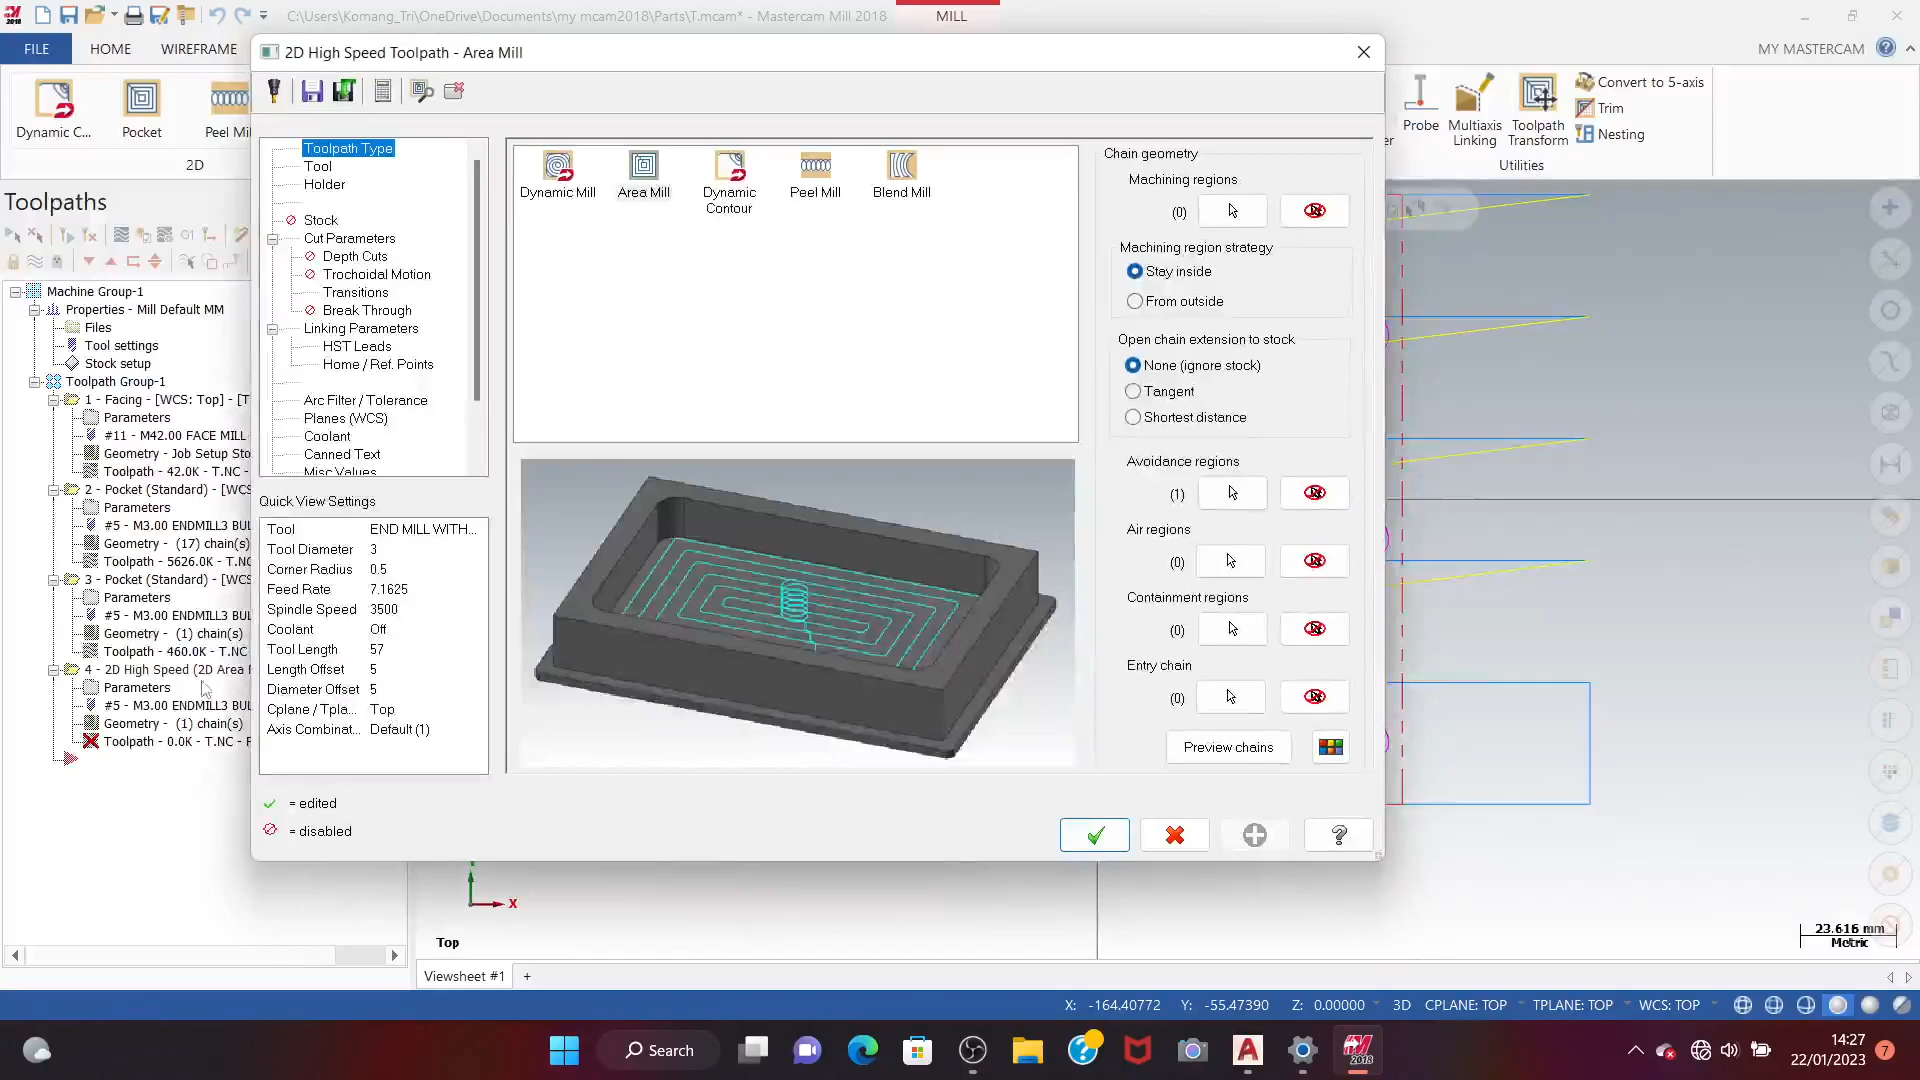 C:\Users\Komang_Tri\OneDrive\Documents\my mcam2018\Parts\T.mcam* - Mastercam Mill 2018
MILL
FILE
HOME
WIREFRAME
MY MASTERCAM
2D High Speed Toolpath - Area Mill
Dynamic C...
Pocket
Peel Mil
2D
Probe
Multiaxis Linking
Toolpath Transform
Convert to 5-axis
Trim
Nesting
Utilities
Toolpaths
Machine Group-1
Properties - Mill Default MM
Files
Tool settings
Stock setup
Toolpath Group-1
1 - Facing - [WCS: Top] - [T
Parameters
#11 - M42.00 FACE MILL
Geometry - Job Setup Sto
Toolpath - 42.0K - T.NC
2 - Pocket (Standard) - [WCS
Parameters
#5 - M3.00 ENDMILL3 BUL
Geometry - (17) chain(s)
Toolpath - 5626.0K - T.NC
3 - Pocket (Standard) - [WCS
Parameters
#5 - M3.00 ENDMILL3 BUL
Geometry - (1) chain(s)
Toolpath - 460.0K - T.NC
4 - 2D High Speed (2D Area
Parameters
#5 - M3.00 ENDMILL3 BUL
Geometry - (1) chain(s)
Toolpath - 0.0K - T.NC - F
Toolpath Type
Tool
Holder
Stock
Cut Parameters
Depth Cuts
Trochoidal Motion
Transitions
Break Through
Linking Parameters
HST Leads
Home / Ref. Points
Arc Filter / Tolerance
Planes (WCS)
Coolant
Canned Text
Misc Values
Quick View Settings
Tool END MILL WITH...
Tool Diameter 3
Corner Radius 0.5
Feed Rate 7.1625
Spindle Speed 3500
Coolant Off
Tool Length 57
Length Offset 5
Diameter Offset 5
Cplane / Tpla... Top
Axis Combinat... Default (1)
= edited
= disabled
Dynamic Mill
Area Mill
Dynamic Contour
Peel Mill
Blend Mill
Chain geometry
Machining regions
(0)
Machining region strategy
Stay inside
From outside
Open chain extension to stock
None (ignore stock)
Tangent
Shortest distance
Avoidance regions
(1)
Air regions
(0)
Containment regions
(0)
Entry chain
(0)
Preview chains
X
Top
23.616 mm
Metric
Viewsheet #1
+
X: -164.40772 Y: -55.47390 Z: 0.00000 3D CPLANE: TOP TPLANE: TOP WCS: TOP
Search
2018
14:27
22/01/2023
7